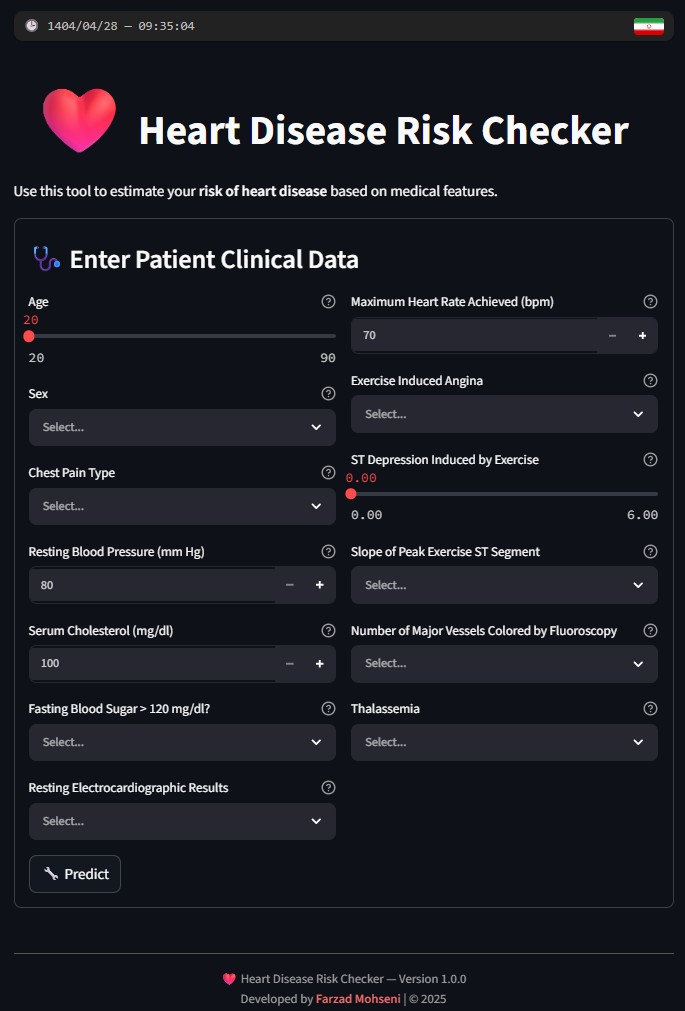 1404/04/28 — 09:35:04
Heart Disease Risk Checker
Use this tool to estimate your risk of heart disease based on medical features.
Enter Patient Clinical Data
Age
20
20 90
Sex
Select...
Chest Pain Type
Select...
Resting Blood Pressure (mm Hg)
80
Serum Cholesterol (mg/dl)
100
Fasting Blood Sugar > 120 mg/dl?
Select...
Resting Electrocardiographic Results
Select...
Maximum Heart Rate Achieved (bpm)
70
Exercise Induced Angina
Select...
ST Depression Induced by Exercise
0.00
0.00 6.00
Slope of Peak Exercise ST Segment
Select...
Number of Major Vessels Colored by Fluoroscopy
Select...
Thalassemia
Select...
Predict
Heart Disease Risk Checker — Version 1.0.0
Developed by Farzad Mohseni | © 2025